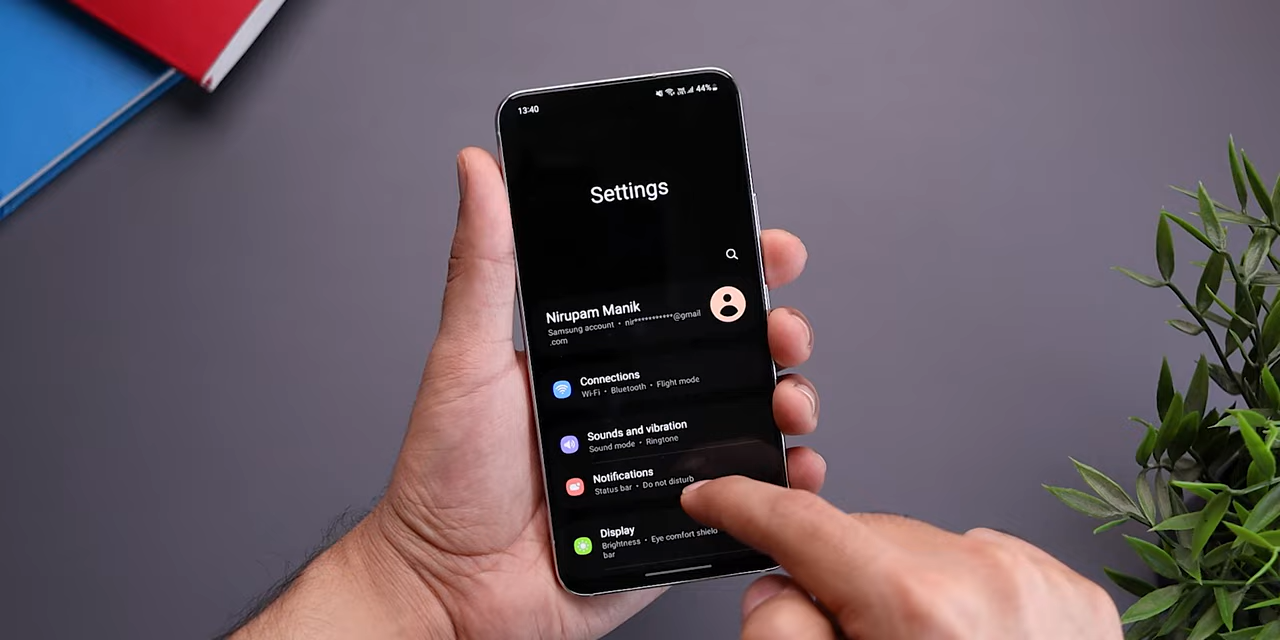 13:40
44%
Settings
Nirupam Manik
Samsung account • nir***********@gmail
.com
Connections
Wi-Fi • Bluetooth • Flight mode
Sounds and vibration
Sound mode • Ringtone
Notifications
Status bar • Do not disturb
Display
Brightness • Eye comfort shield
bar